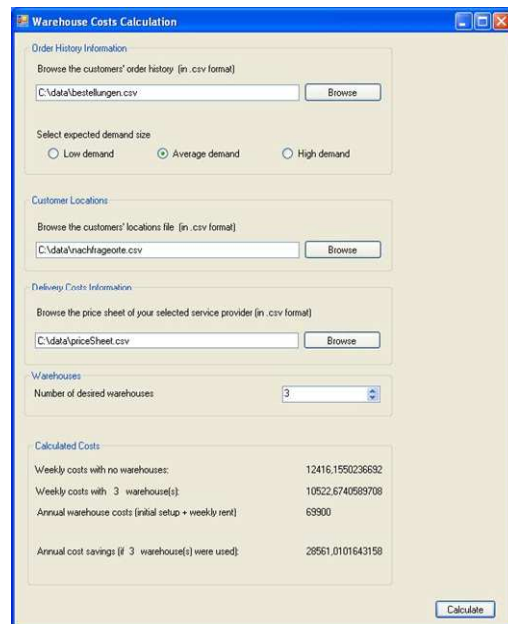 Warehouse Costs Calculation
Order History Information
Browse the customers' order history (in .csv format)
C:\data\bestellungen.csv
Browse
Select expected demand size
Low demand
Average demand
High demand
Customer Locations
Browse the customers' locations file (in .csv format)
C:\data\nachfrageorte.csv
Browse
Delivery Costs Information
Browse the price sheet of your selected service provider (in .csv format)
C:\data\priceSheet.csv
Browse
Warehouses
Number of desired warehouses
3
Calculated Costs
Weekly costs with no warehouses: 12416,1550236692
Weekly costs with 3 warehouse(s): 10522,6740589708
Annual warehouse costs (initial setup + weekly rent) 69900
Annual cost savings (if 3 warehouse(s) were used): 28561,0101643158
Calculate